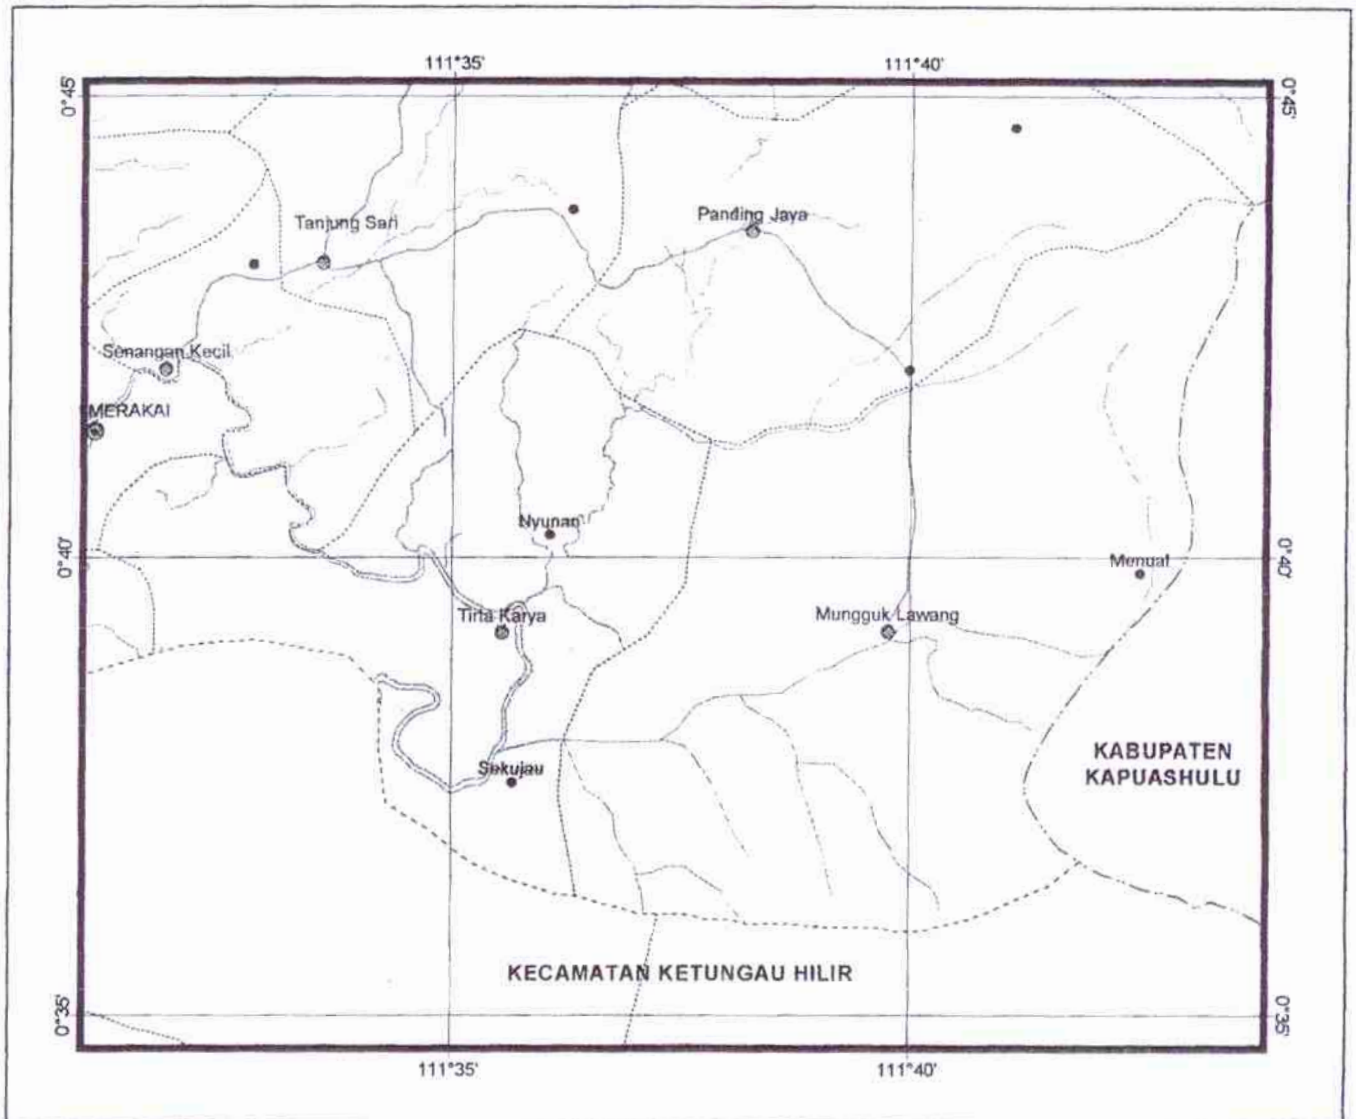 111°35'
111°40'
0°45'
0°45'
Tanjung Sari
Panding Jaya
Senangan Kecil
MERAKAI
Nyunan
0°40'
0°40'
Menual
Tirta Karya
Mungguk Lawang
KABUPATEN
KAPUASHULU
Sekujau
KECAMATAN KETUNGAU HILIR
0°35'
0°35'
111°35'
111°40'